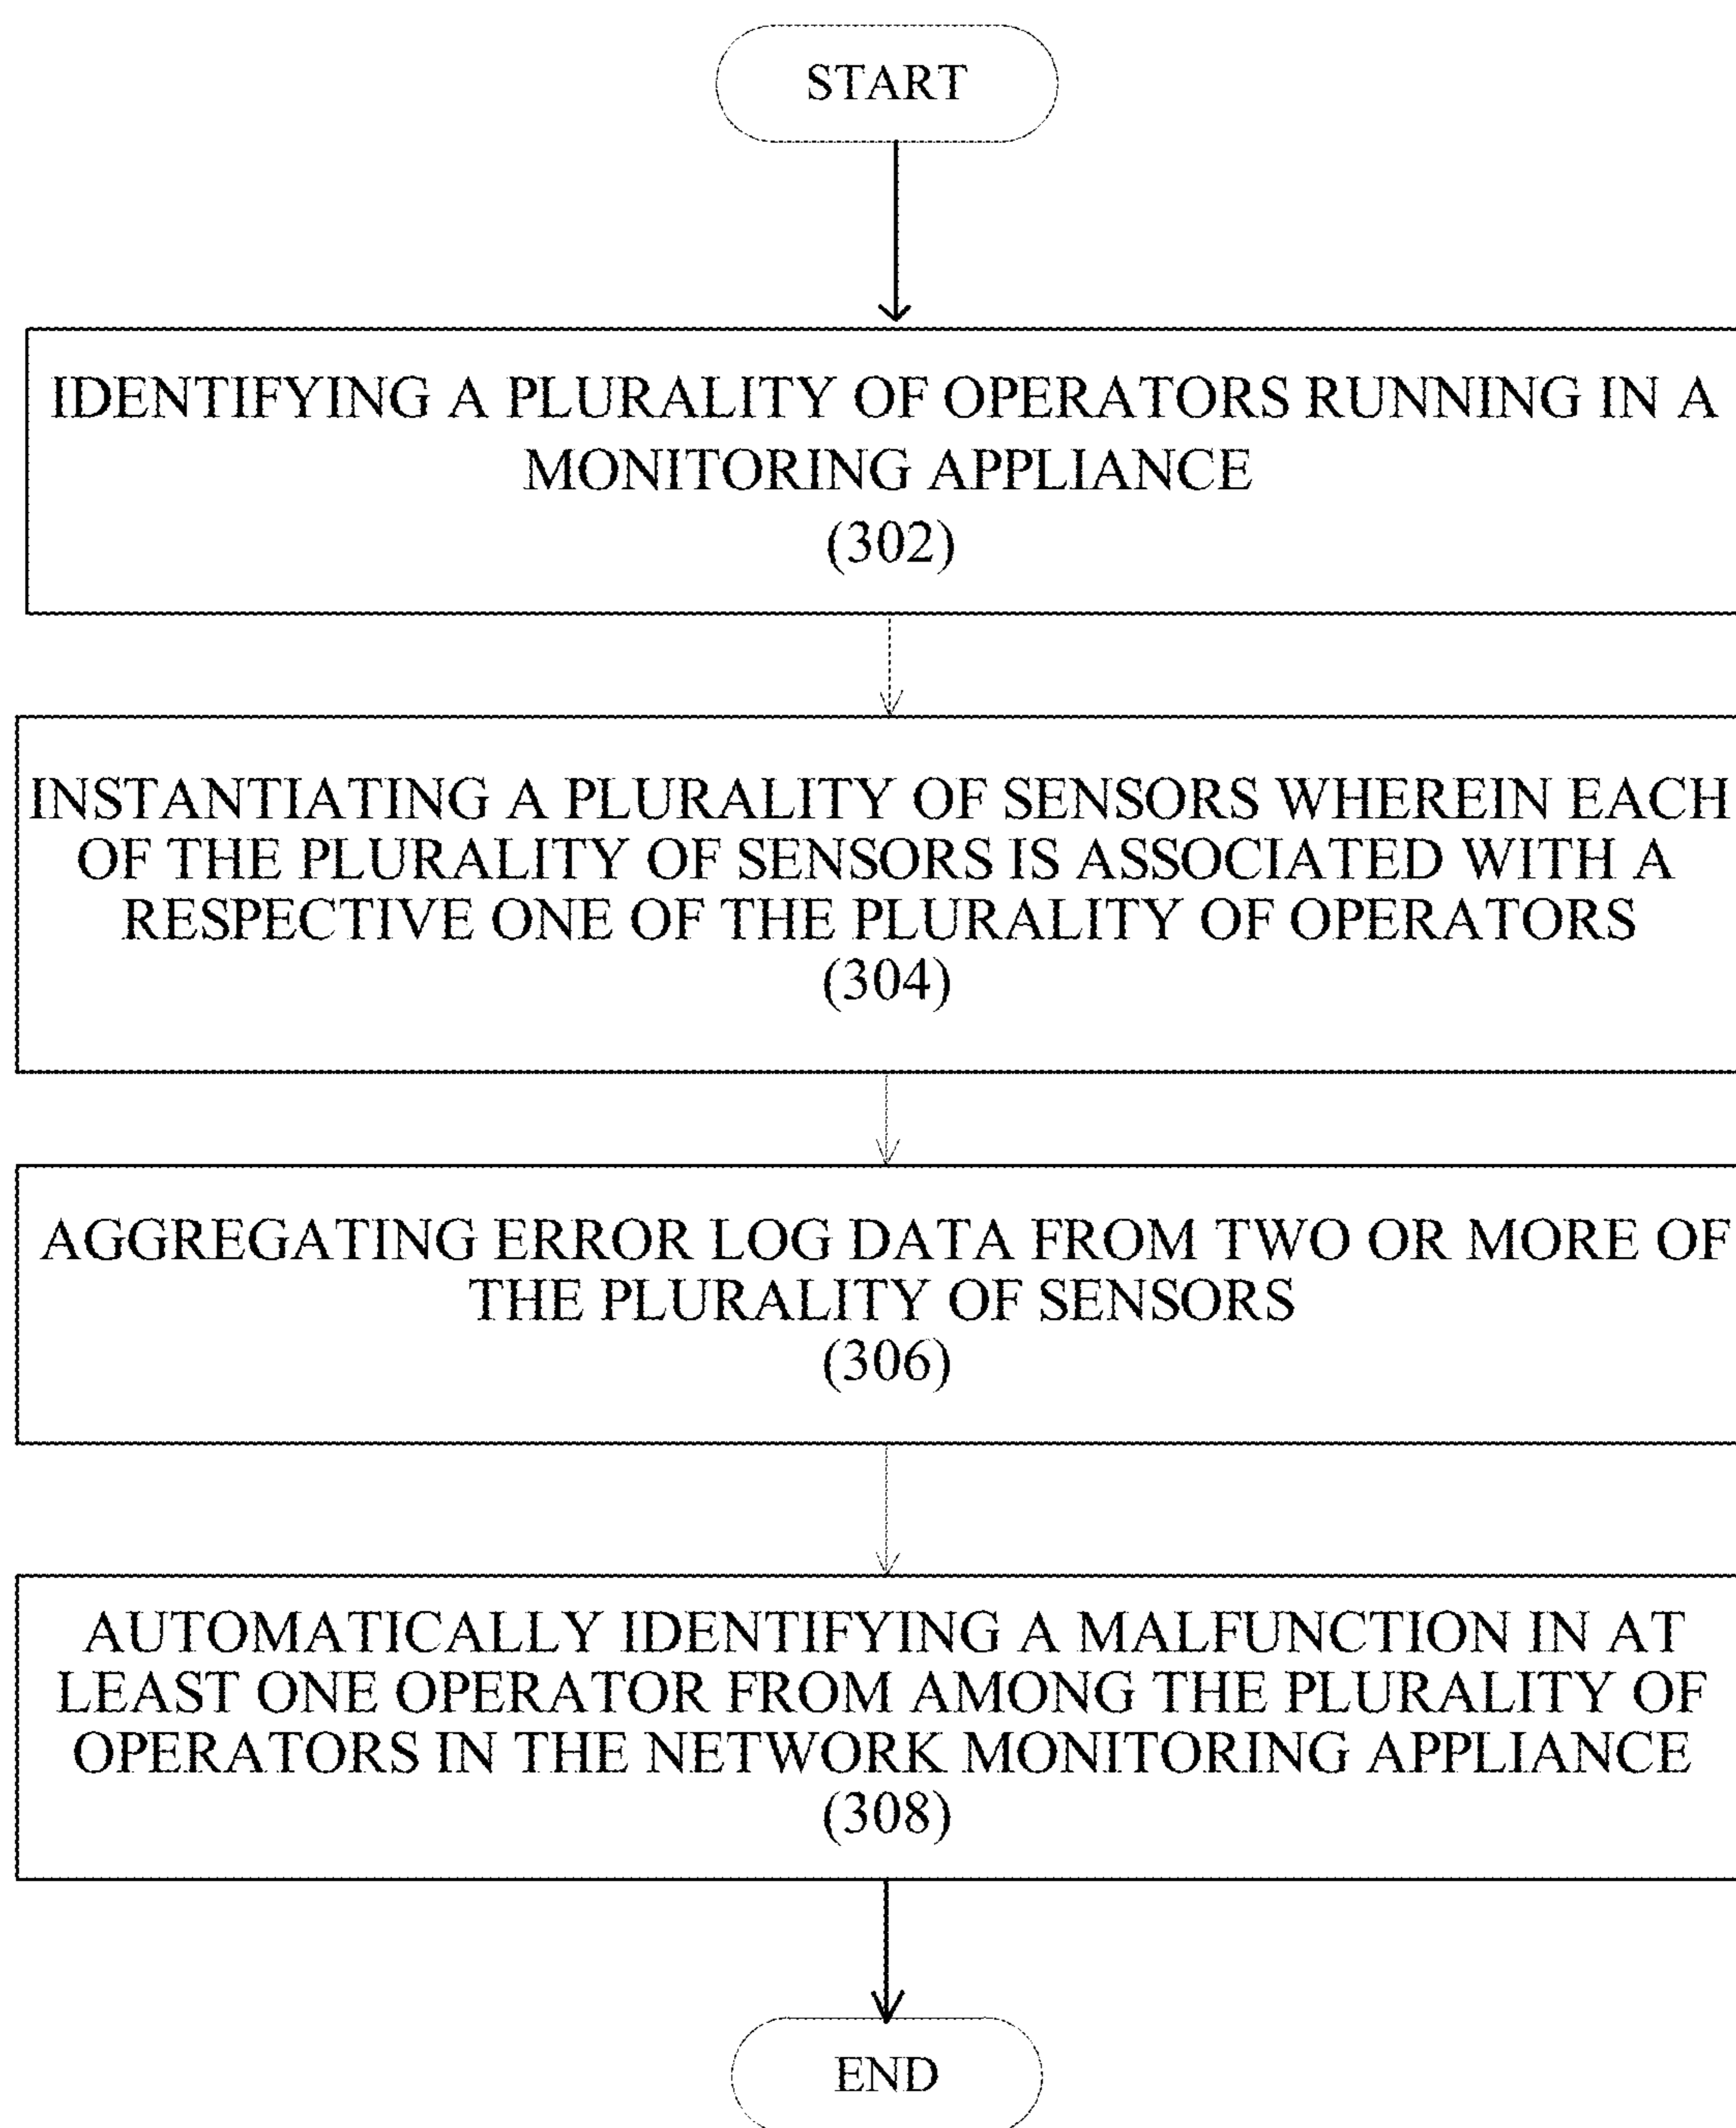 START
IDENTIFYING A PLURALITY OF OPERATORS RUNNING IN A
MONITORING APPLIANCE
(302)
INSTANTIATING A PLURALITY OF SENSORS WHEREIN EACH
OF THE PLURALITY OF SENSORS IS ASSOCIATED WITH A
RESPECTIVE ONE OF THE PLURALITY OF OPERATORS
(304)
AGGREGATING ERROR LOG DATA FROM TWO OR MORE OF
THE PLURALITY OF SENSORS
(306)
AUTOMATICALLY IDENTIFYING A MALFUNCTION IN AT
LEAST ONE OPERATOR FROM AMONG THE PLURALITY OF
OPERATORS IN THE NETWORK MONITORING APPLIANCE
(308)
END